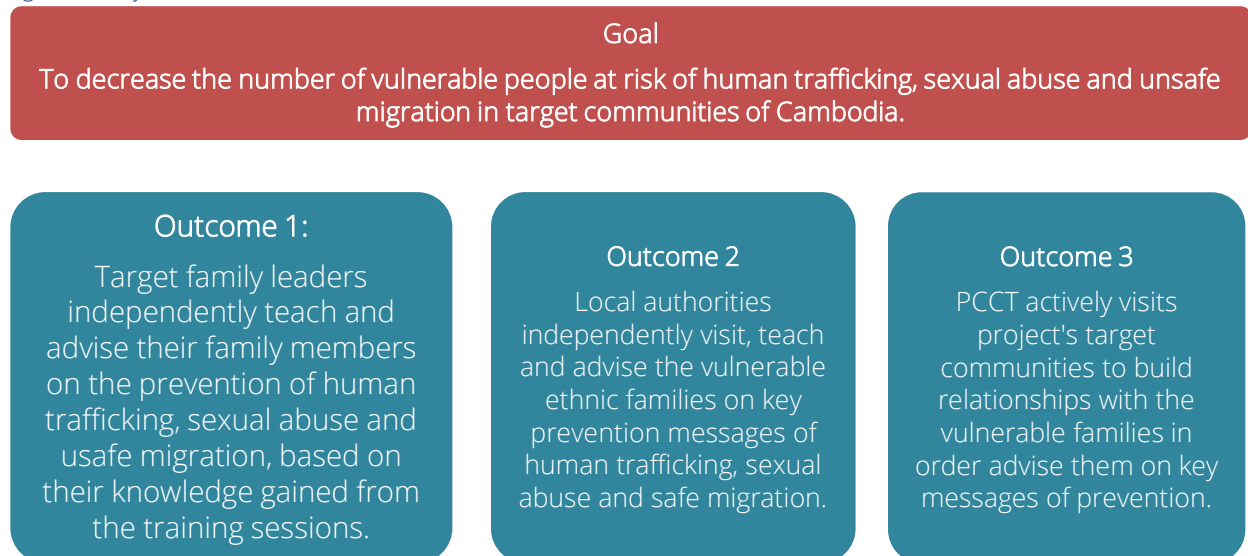 Goal
To decrease the number of vulnerable people at risk of human trafficking, sexual abuse and unsafe
migration in target communities of Cambodia.
Outcome 1:
Target family leaders
independently teach and
advise their family members
on the prevention of human
trafficking, sexual abuse and
usafe migration, based on
their knowledge gained from
the training sessions.
Outcome 2
Local authorities
independently visit, teach
and advise the vulnerable
ethnic families on key
prevention messages of
human trafficking, sexual
abuse and safe migration.
Outcome 3
PCCT actively visits
project's target
communities to build
relationships with the
vulnerable families in
order advise them on key
messages of prevention.